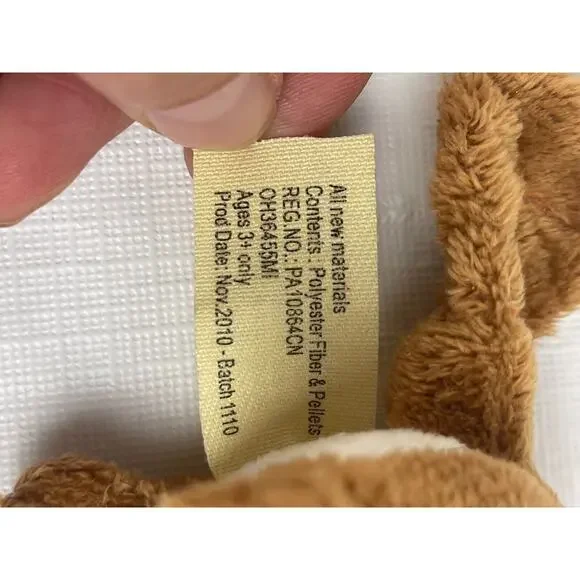 All new materials
Contents : Polyester Fiber & Pellets
REG.NO.: PA10864CN
OH36455MI
Ages 3+ only
Prod Date: Nov.2010 - Batch 1110